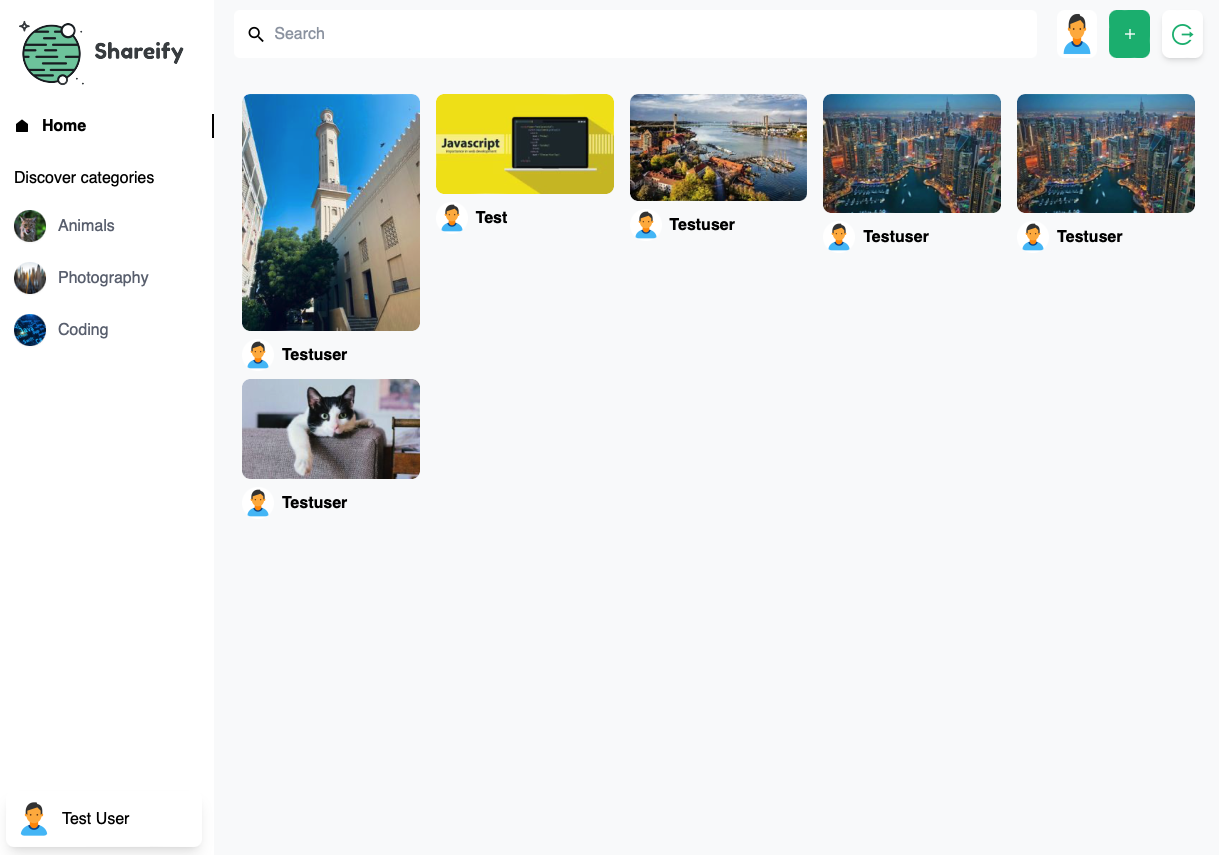 Shareify
Search
+
Home
Discover categories
Animals
Photography
Coding
Javascript
Test
Testuser
Testuser
Testuser
Testuser
Testuser
Test User